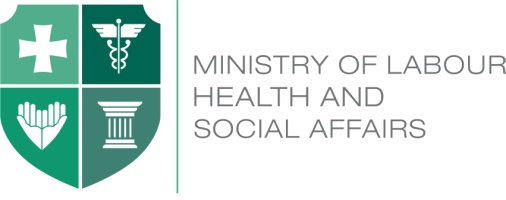 MINISTRY OF LABOUR
HEALTH AND
SOCIAL AFFAIRS